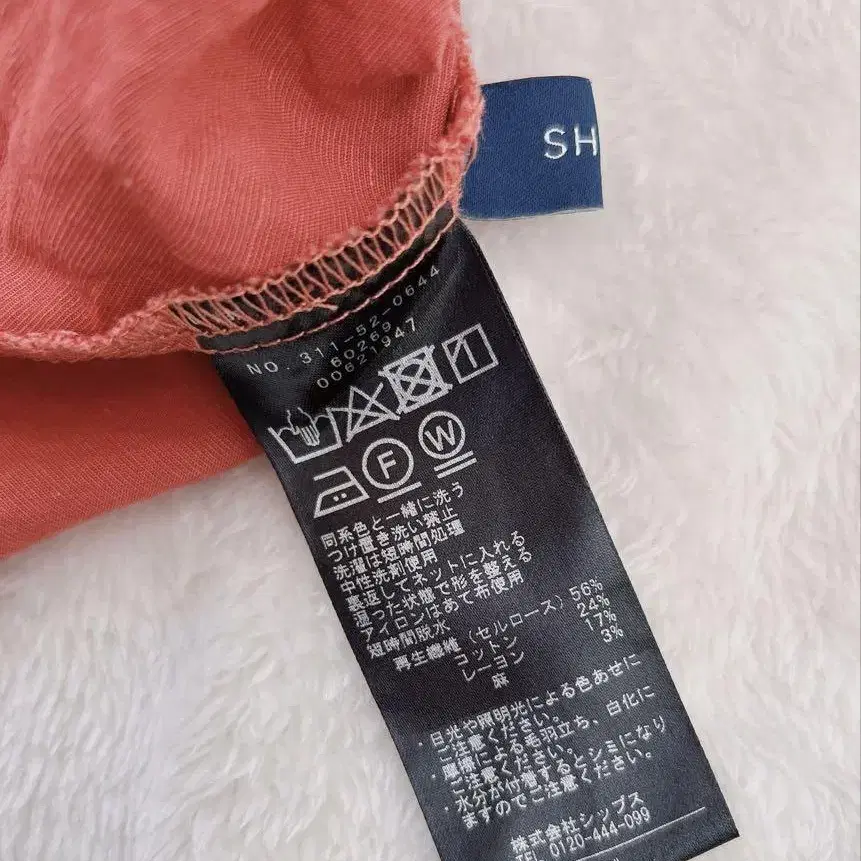 SH
NO.311-52-0644
60269
00621947
F W
同系色と一緒に洗う
つけ置き洗い禁止
洗濯は短時間処理
中性洗剤使用
裏返してネットに入れる
湿った状態で形を整える
アイロンはあて布使用
短時間脱水
再生繊維(セルロース) 56%
コットン 24%
レーヨン 17%
麻 3%
・日光や照明光による色あせに
ご注意ください。
・摩擦による毛羽立ち、白化に
ご注意ください。
・水分が付着するとシミになり
ますのでご注意ください。
株式会社シップス
TEL 0120-444-099